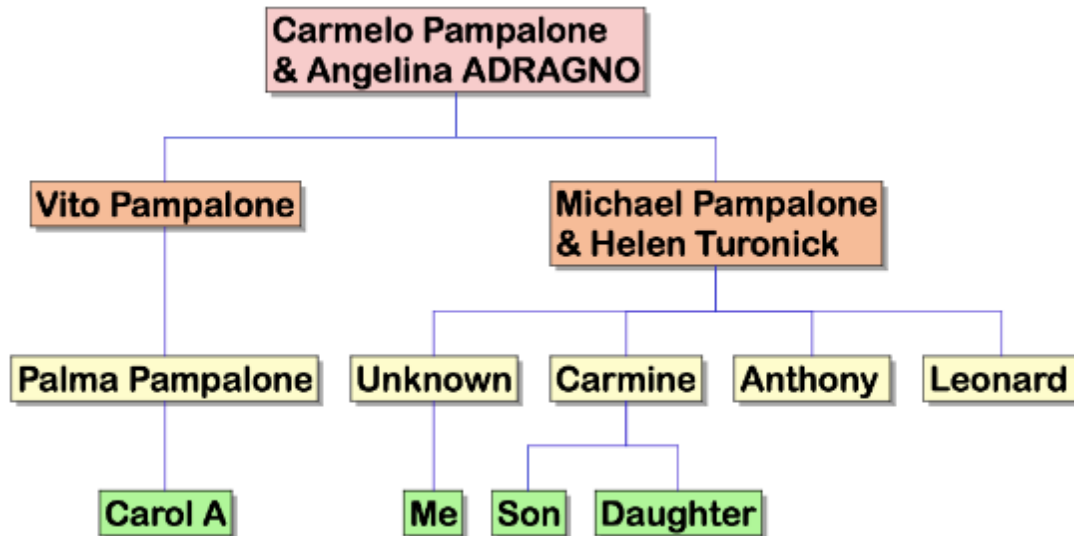 Carmelo Pampalone
& Angelina ADRAGNO
Vito Pampalone
Michael Pampalone
& Helen Turonick
Palma Pampalone
Unknown
Carmine
Anthony
Leonard
Carol A
Me
Son
Daughter